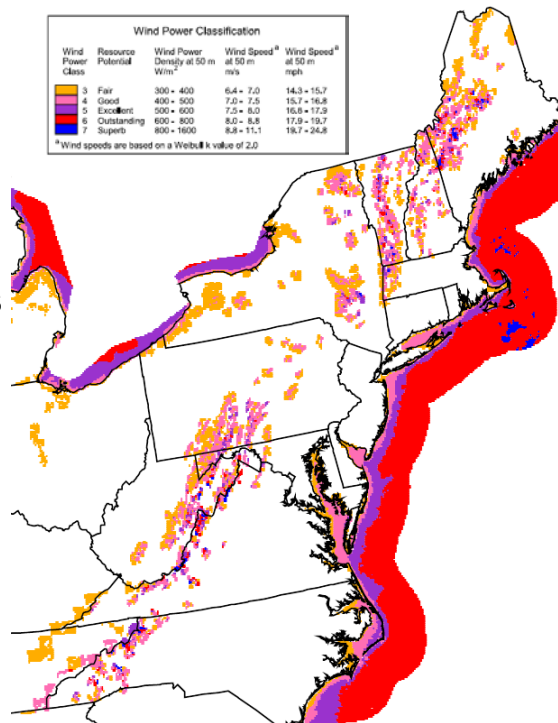 Wind Power Classification
Wind Resource Wind Power Wind Speed a Wind Speed a
Power Potential Density at 50 m at 50 m at 50 m
Class W/m2 m/s mph
3 Fair 300 - 400 6.4 - 7.0 14.3 - 15.7
4 Good 400 - 500 7.0 - 7.5 15.7 - 16.8
5 Excellent 500 - 600 7.5 - 8.0 16.8 - 17.9
6 Outstanding 600 - 800 8.0 - 8.8 17.9 - 19.7
7 Superb 800 - 1600 8.8 - 11.1 19.7 - 24.8
a Wind speeds are based on a Weibull k value of 2.0